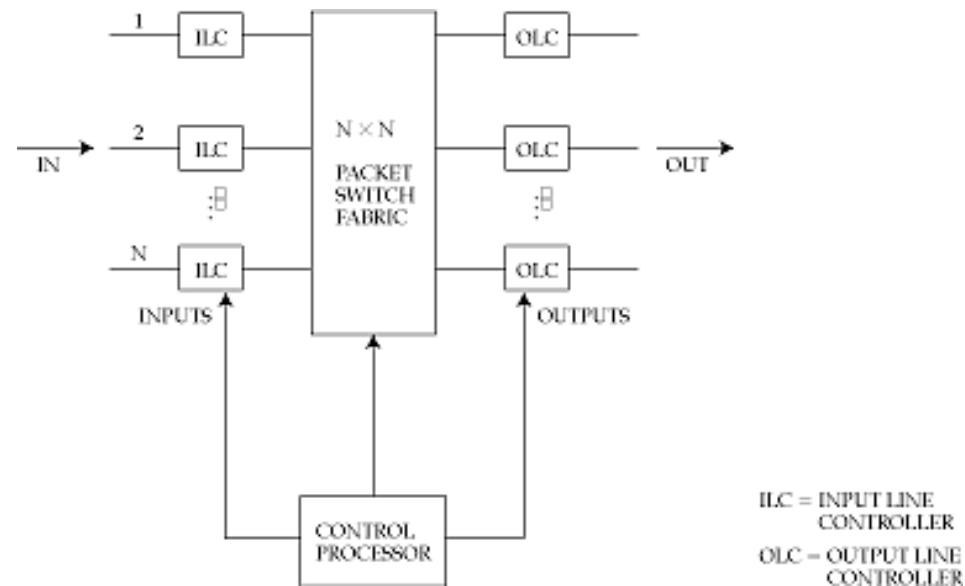 1
ILC
OLC
2
N × N
IN
ILC
OLC
OUT
PACKET
SWITCH
FABRIC
N
ILC
OLC
INPUTS
OUTPUTS
CONTROL
PROCESSOR
ILC = INPUT LINE
CONTROLLER
OLC = OUTPUT LINE
CONTROLLER